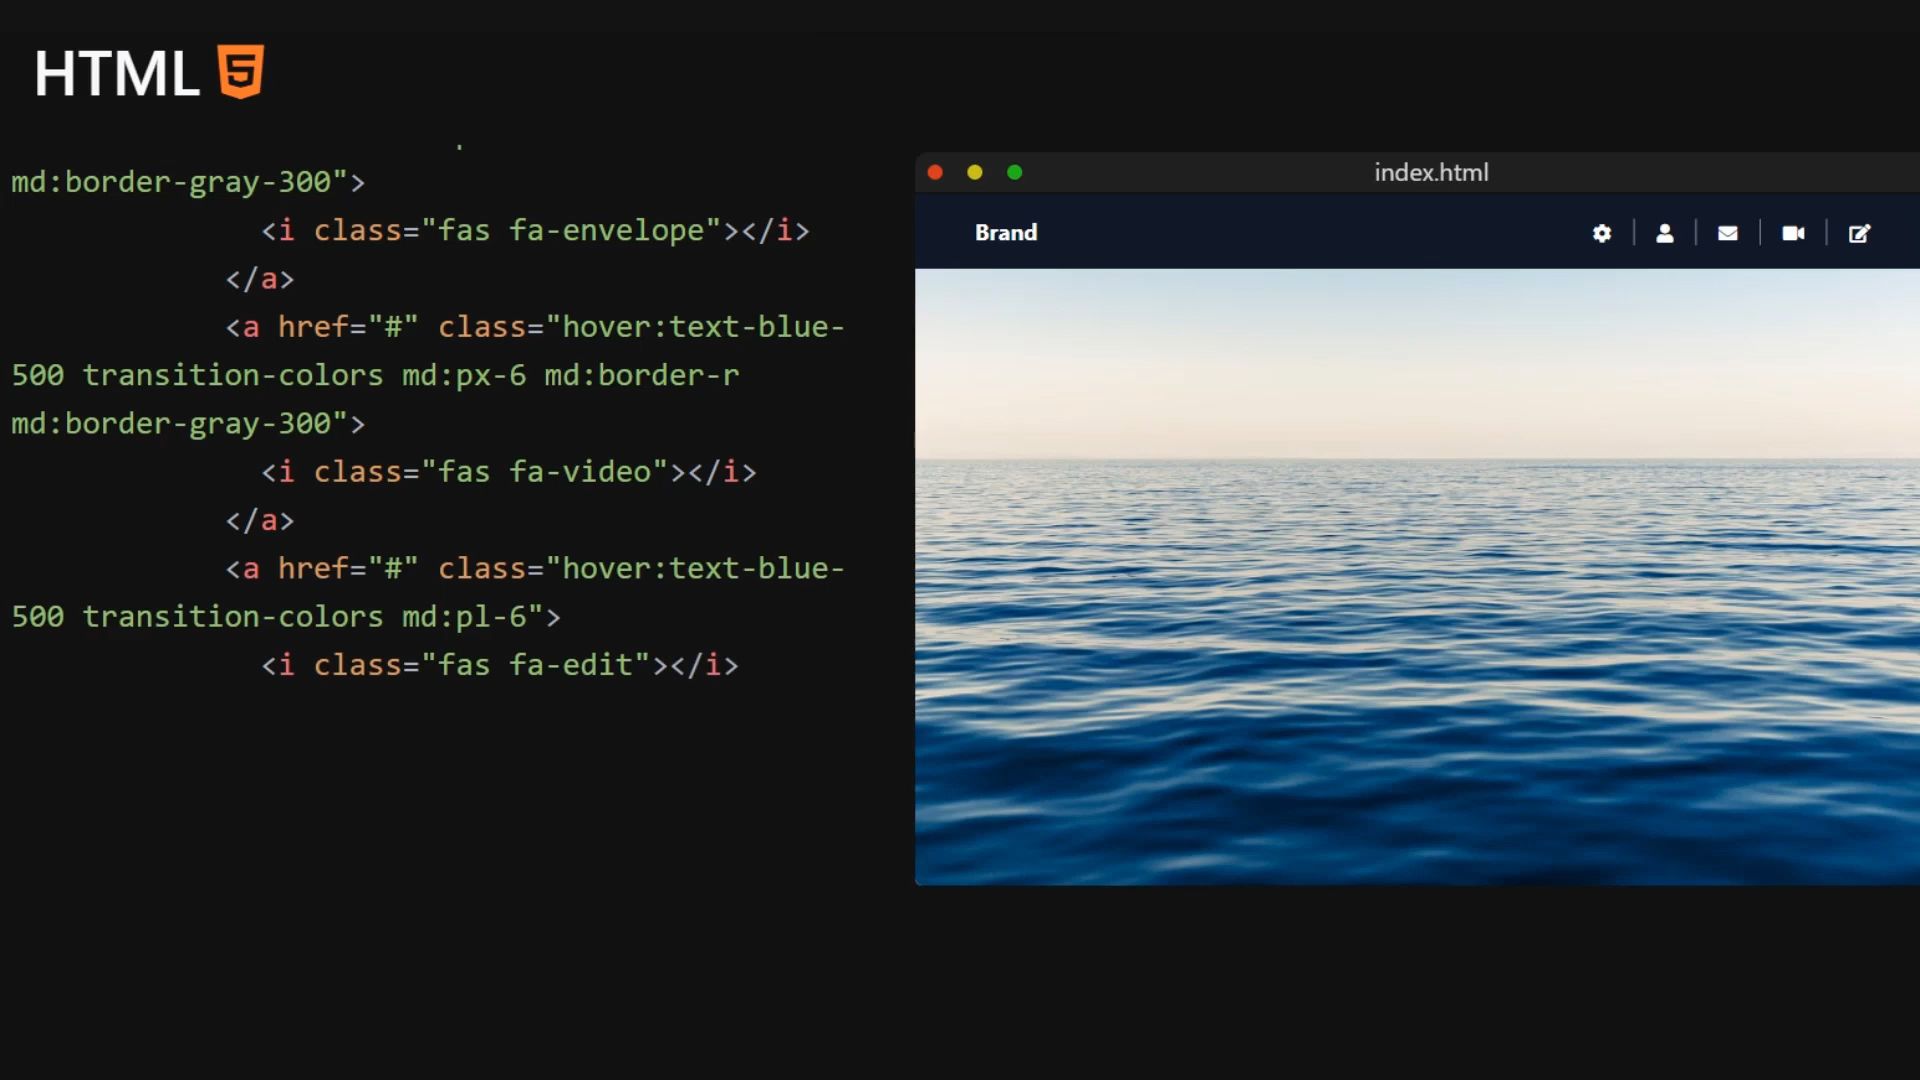 HTML 5
md:border-gray-300">
<i class="fas fa-envelope"></i>
</a>
<a href="#" class="hover:text-blue-
500 transition-colors md:px-6 md:border-r
md:border-gray-300">
<i class="fas fa-video"></i>
</a>
<a href="#" class="hover:text-blue-
500 transition-colors md:pl-6">
<i class="fas fa-edit"></i>
index.html
Brand